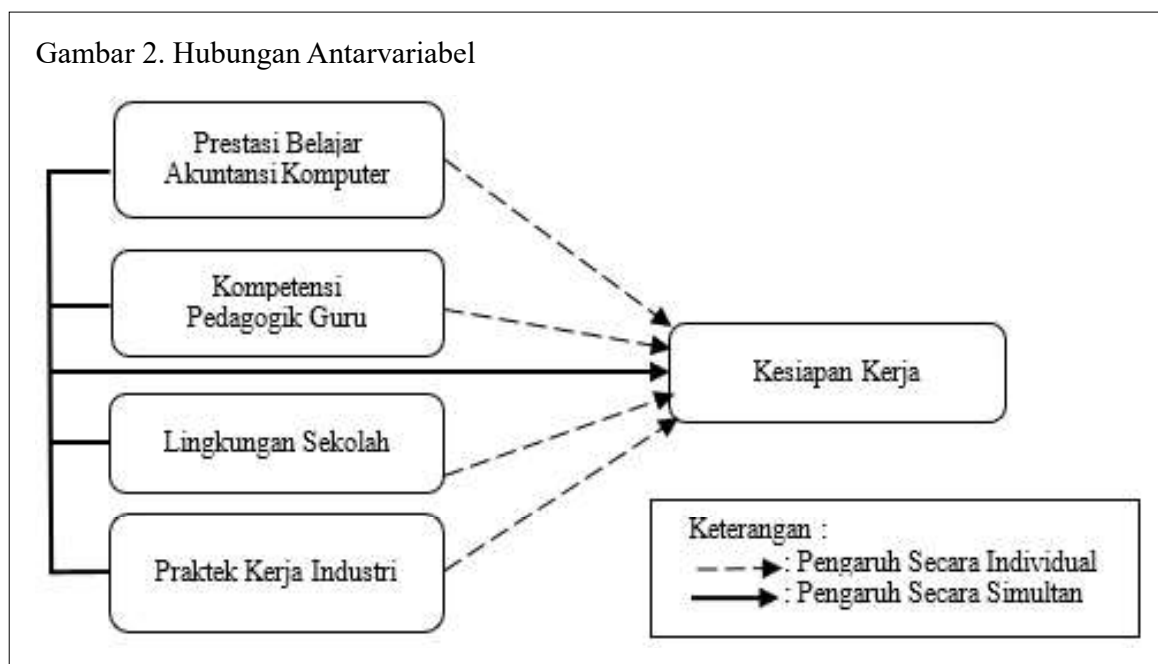 Gambar 2. Hubungan Antarvariabel
Prestasi Belajar
Akuntansi Komputer
Kompetensi
Pedagogik Guru
Lingkungan Sekolah
Praktek Kerja Industri
Kesiapan Kerja
Keterangan :
: Pengaruh Secara Individual
: Pengaruh Secara Simultan